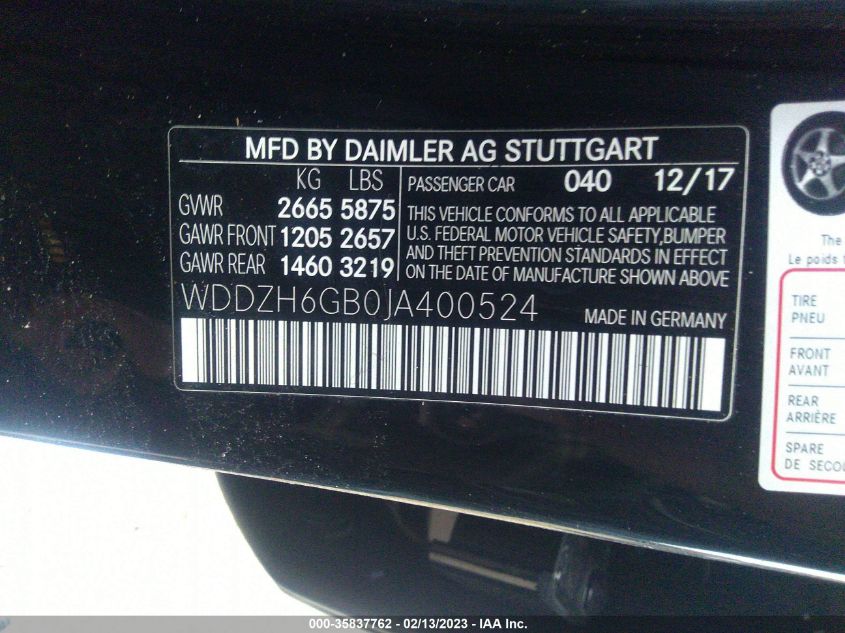 MFD BY DAIMLER AG STUTTGART
KG LBS
GVWR 2665 5875
GAWR FRONT 1205 2657
GAWR REAR 1460 3219
PASSENGER CAR 040 12/17
THIS VEHICLE CONFORMS TO ALL APPLICABLE
U.S. FEDERAL MOTOR VEHICLE SAFETY,BUMPER
AND THEFT PREVENTION STANDARDS IN EFFECT
ON THE DATE OF MANUFACTURE SHOWN ABOVE
WDDZH6GB0JA400524 MADE IN GERMANY
The
Le poids
TIRE
PNEU
FRONT
AVANT
REAR
ARRIÈRE
SPARE
DE
000-35837762 - 02/13/2023 - IAA Inc.